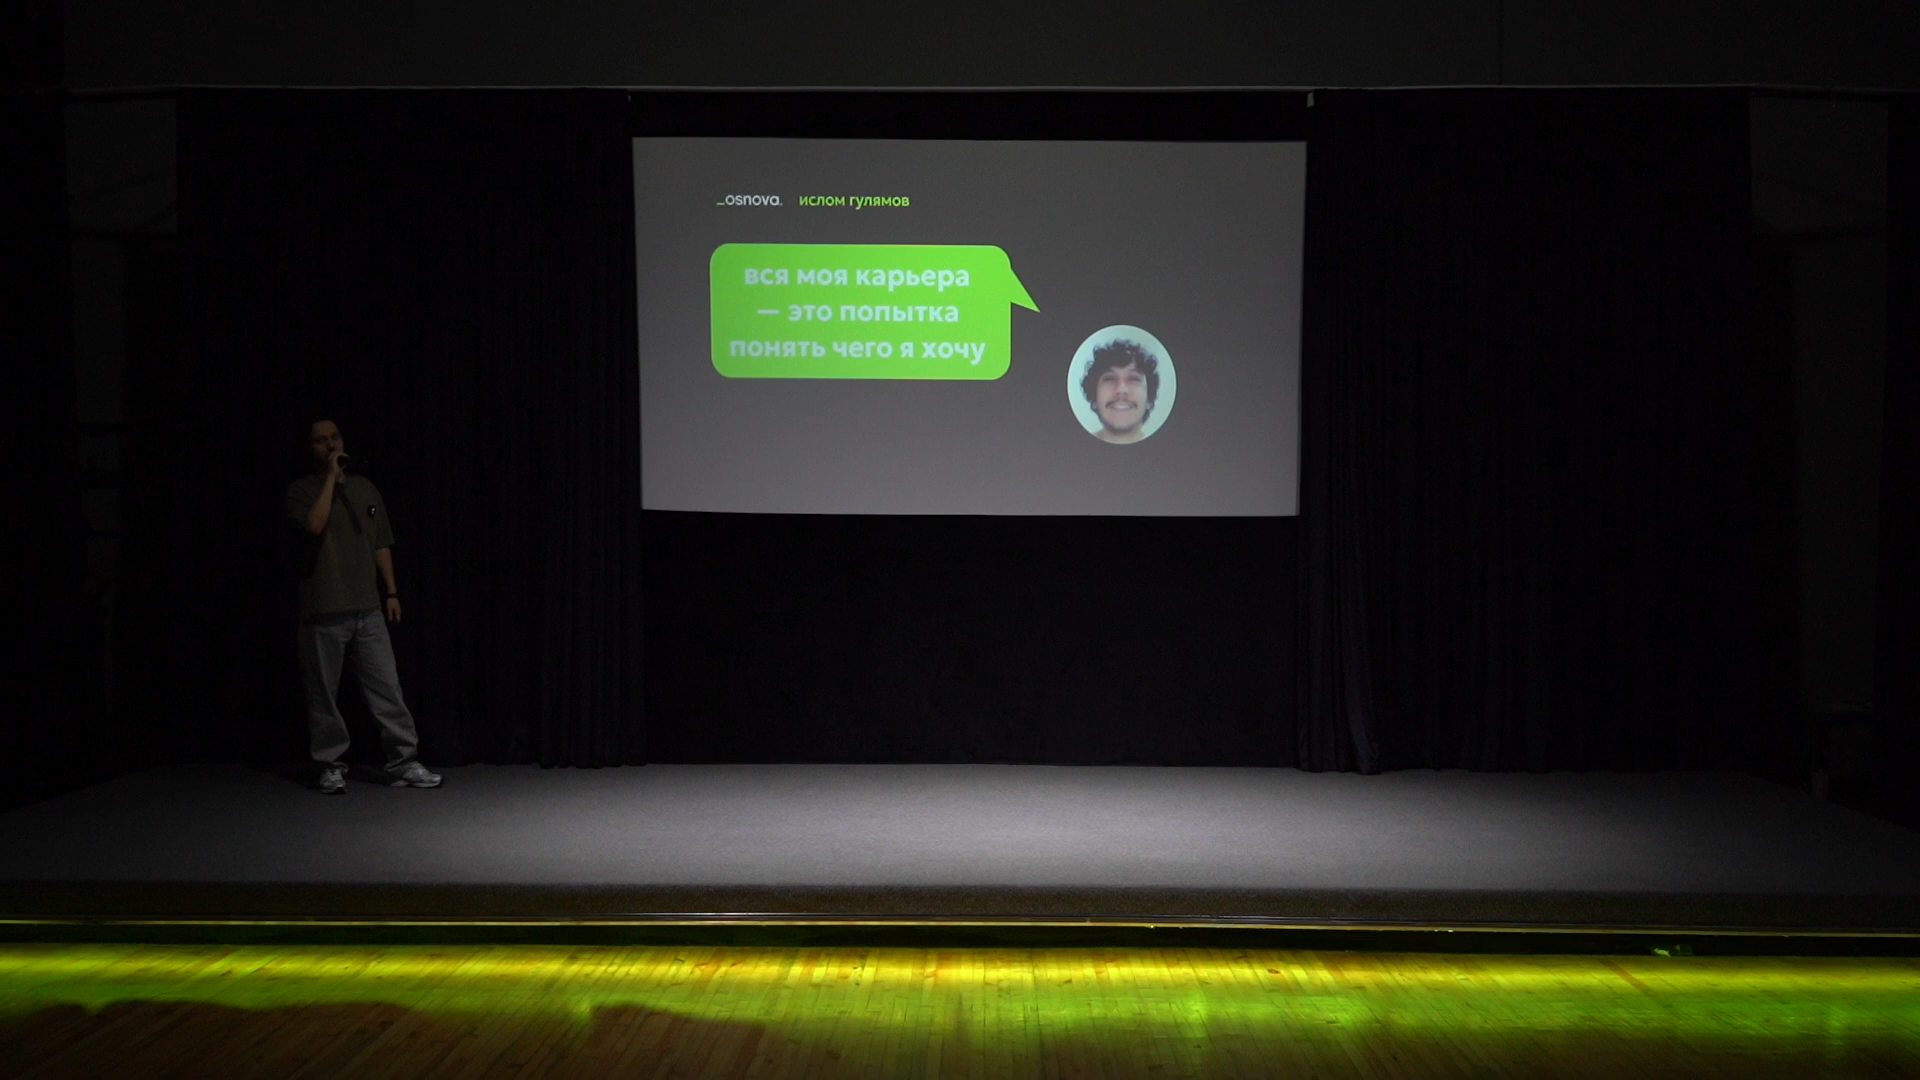 _osnova. ислом гулямов
вся моя карьера
— это попытка
понять чего я хочу